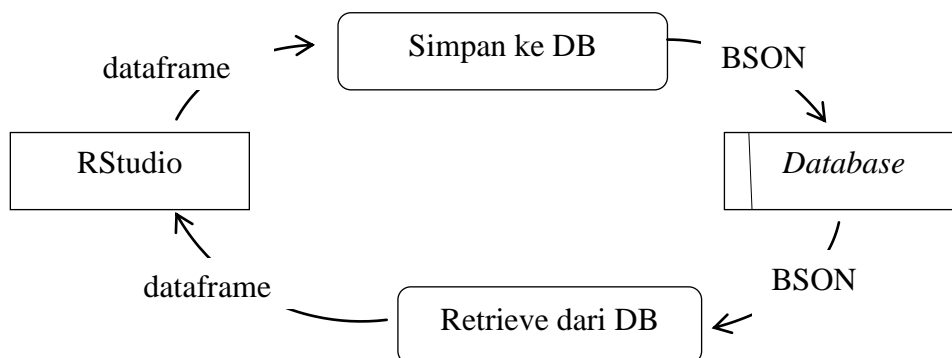 Simpan ke DB
BSON
dataframe
RStudio
Database
dataframe
BSON
Retrieve dari DB